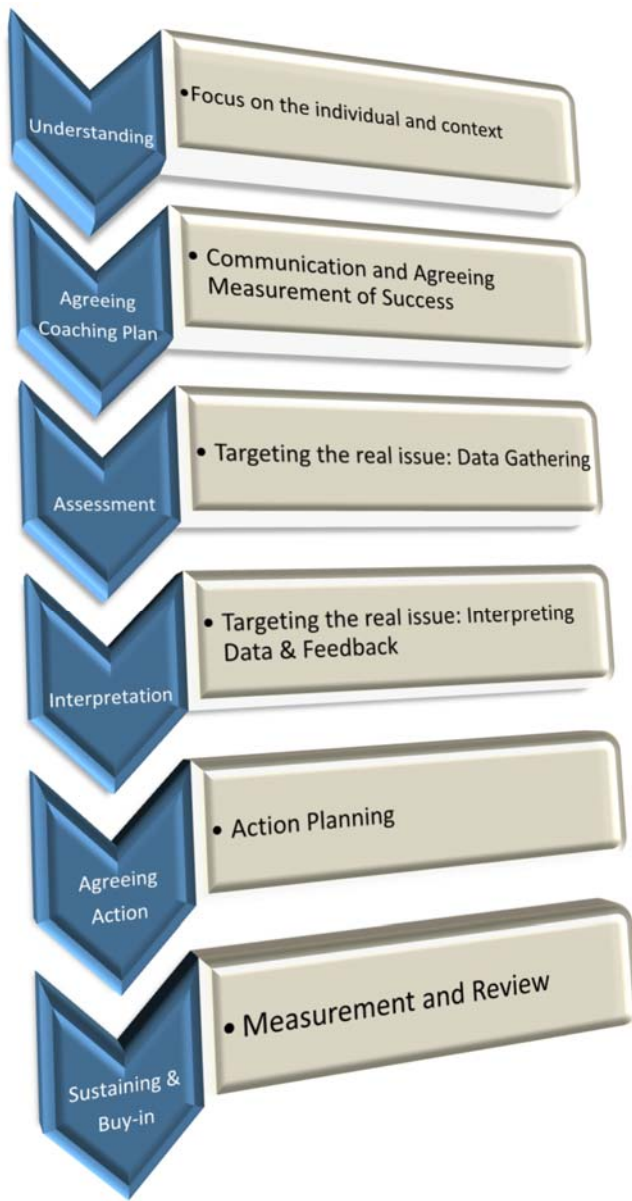 Understanding
•Focus on the individual and context
Agreeing
Coaching Plan
• Communication and Agreeing
Measurement of Success
Assessment
• Targeting the real issue: Data Gathering
Interpretation
• Targeting the real issue: Interpreting
Data & Feedback
Agreeing
Action
• Action Planning
Sustaining &
Buy-in
• Measurement and Review